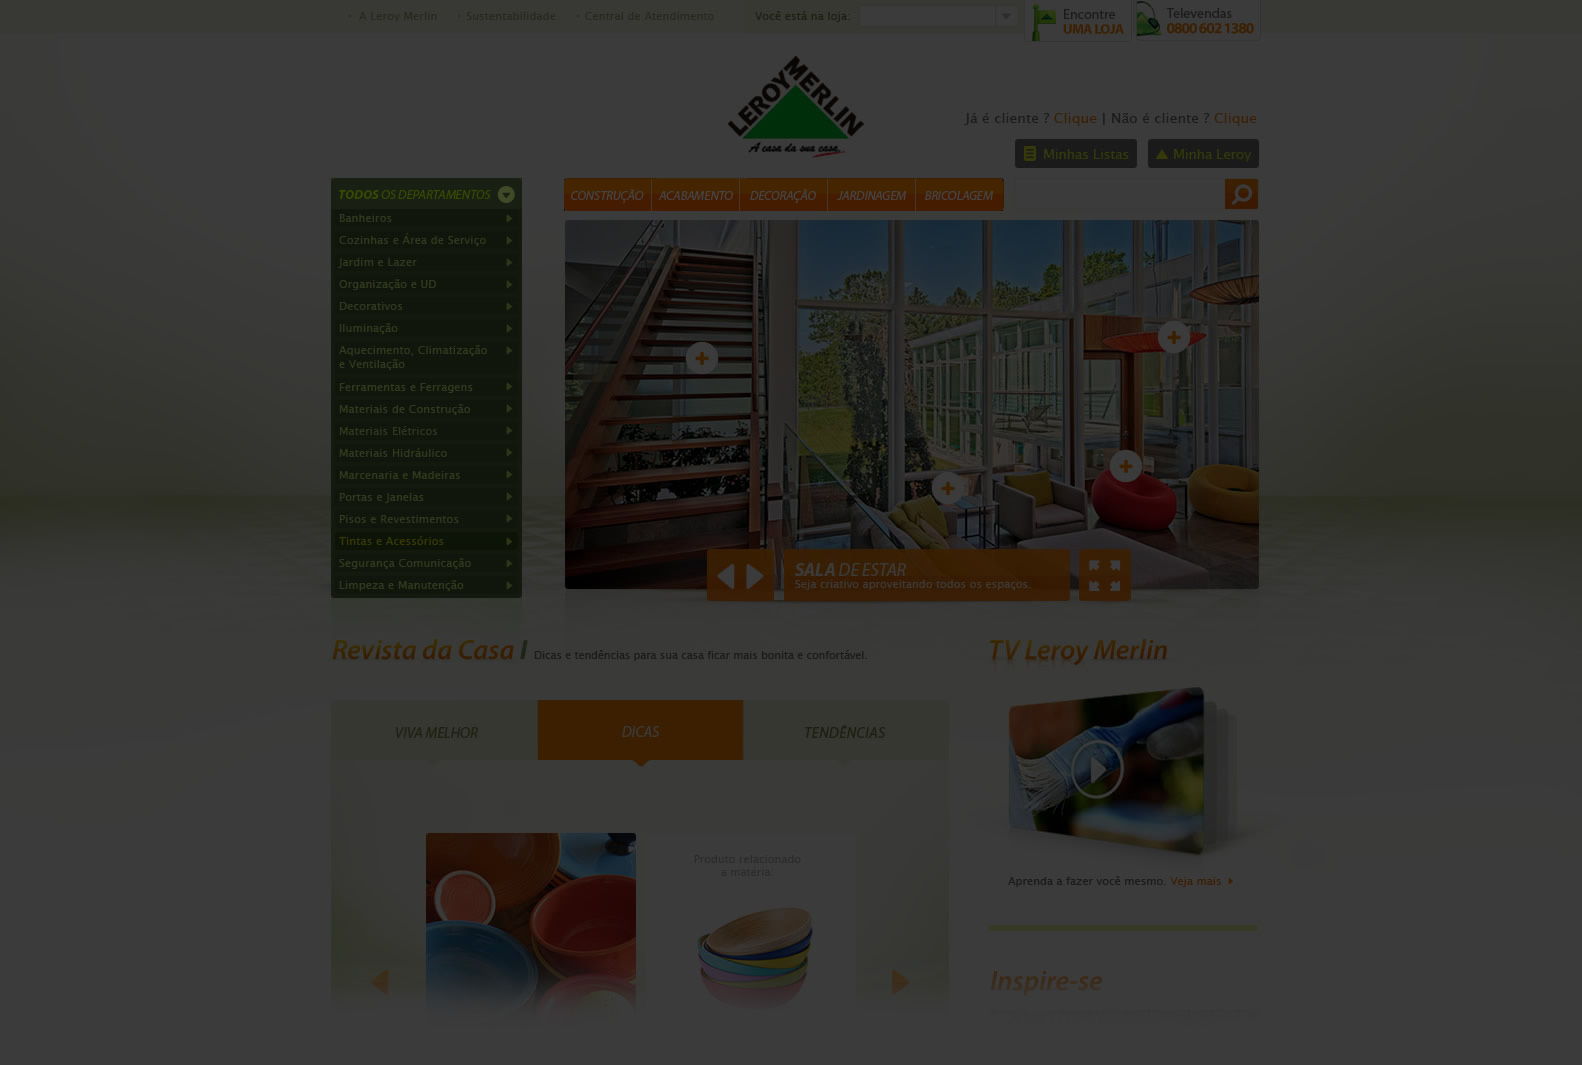 A Leroy Merlin
Sustentabilidade
Central de Atendimento
Você está na loja:
Encontre
UMA LOJA
Televendas
0800 602 1380
LEROY MERLIN
A casa da sua casa
Já é cliente ? Clique | Não é cliente ? Clique
Minhas Listas
Minha Leroy
TODOS OS DEPARTAMENTOS
CONSTRUÇÃO
ACABAMENTO
DECORAÇÃO
JARDINAGEM
BRICOLAGEM
Banheiros
Cozinhas e Área de Serviço
Jardim e Lazer
Organização e UD
Decorativos
Iluminação
Aquecimento, Climatização
e Ventilação
Ferramentas e Ferragens
Materiais de Construção
Materiais Elétricos
Materiais Hidráulico
Marcenaria e Madeiras
Portas e Janelas
Pisos e Revestimentos
Tintas e Acessórios
Segurança Comunicação
Limpeza e Manutenção
SALA DE ESTAR
Seja criativo aproveitando todos os espaços.
Revista da Casa / Dicas e tendências para sua casa ficar mais bonita e confortável.
TV Leroy Merlin
VIVA MELHOR
DICAS
TENDÊNCIAS
Produto relacionado
a matéria.
Aprenda a fazer você mesmo. Veja mais
Inspire-se